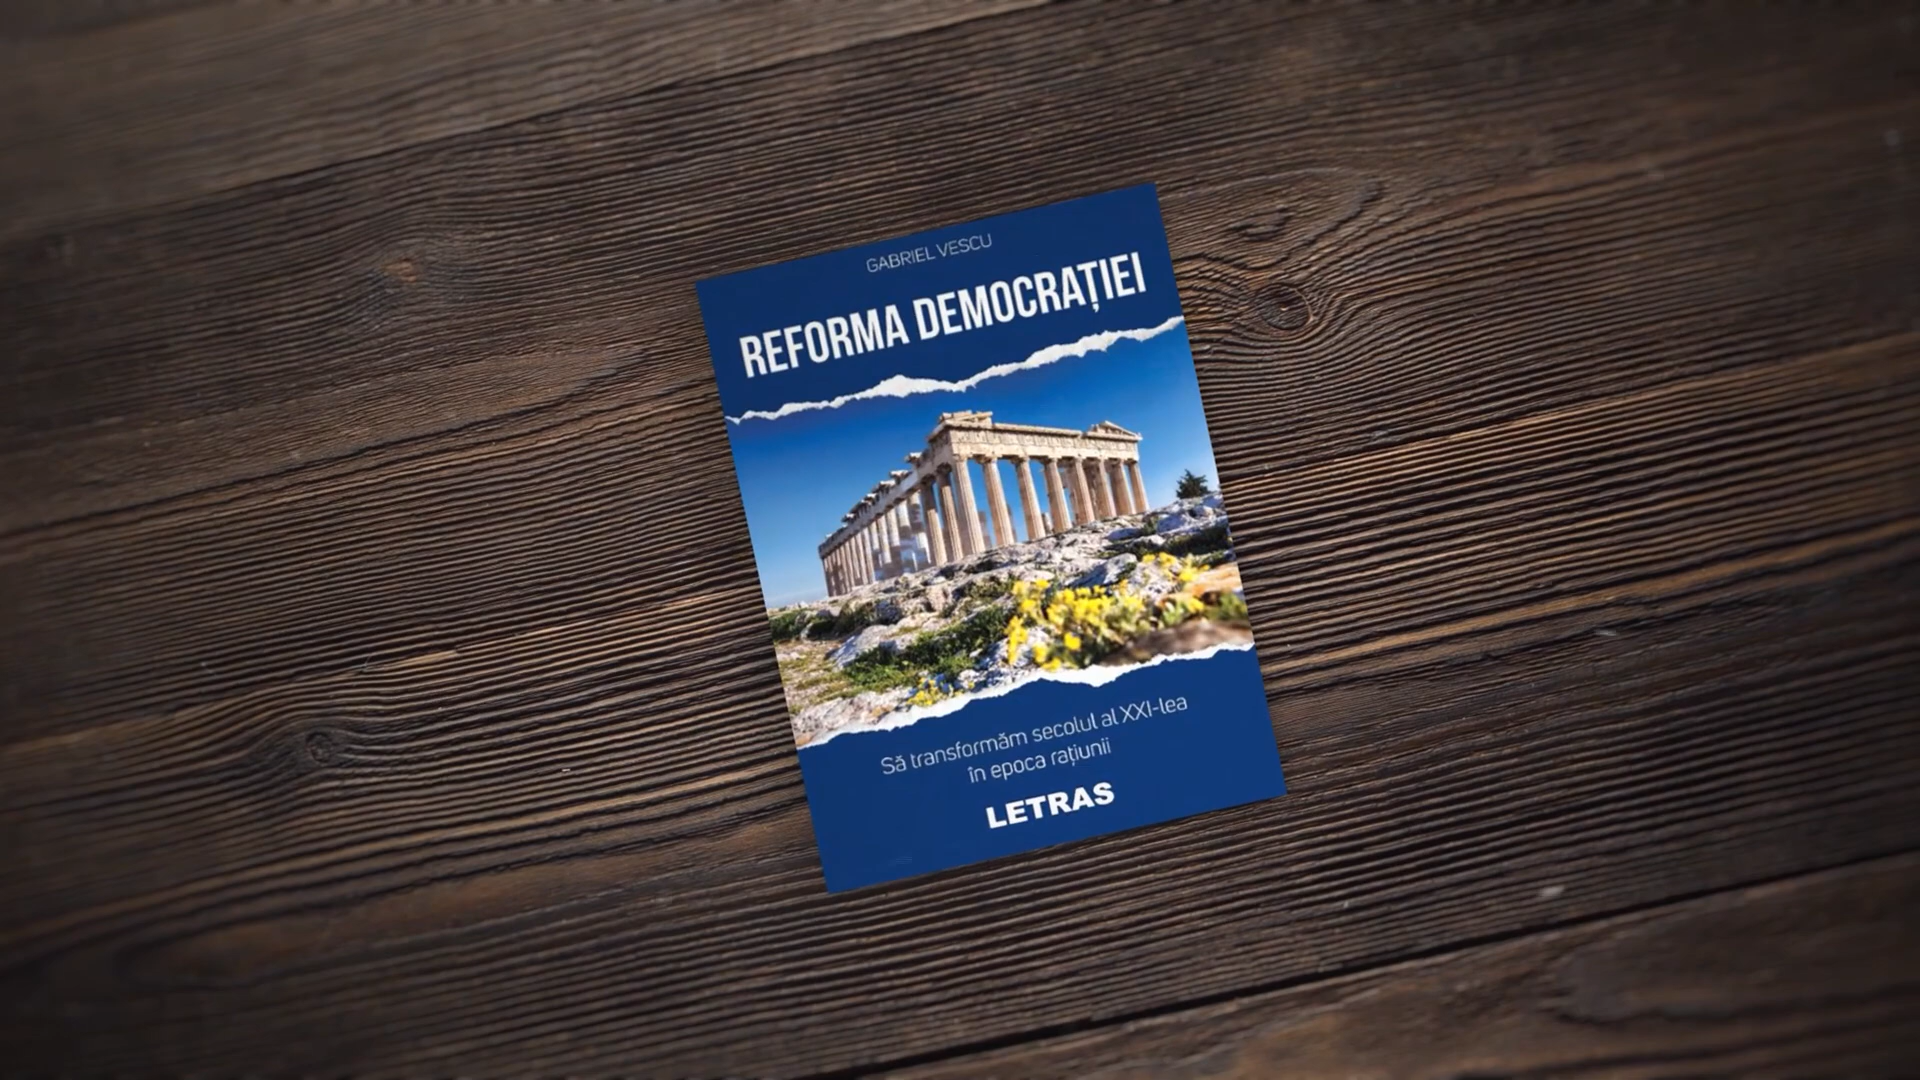 GABRIEL VESCU
REFORMA DEMOCRAȚIEI
Să transformăm secolul al XXI-lea
în epoca rațiunii
LETRAS